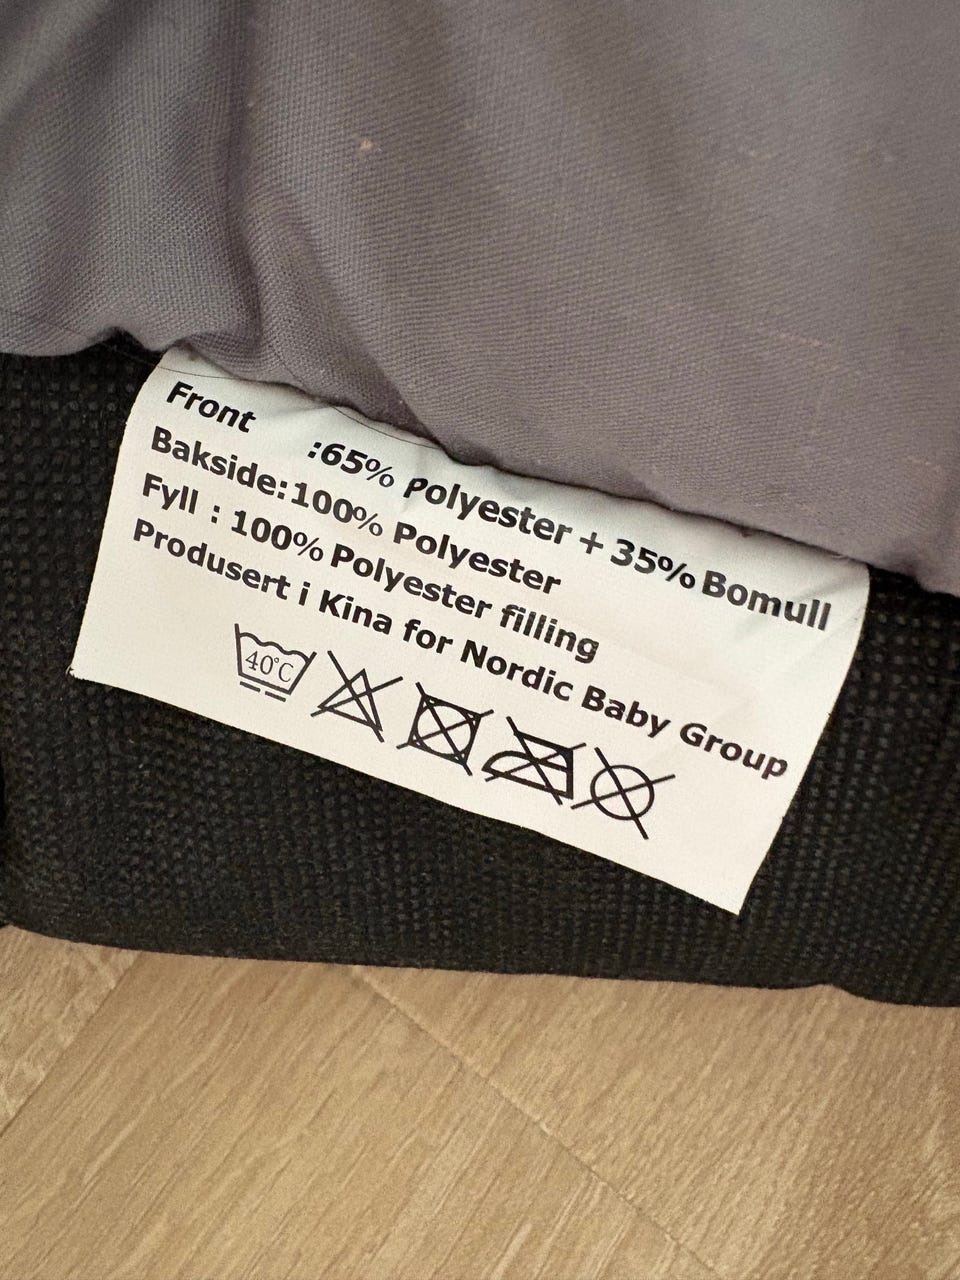 Front :65% Polyester + 35% Bomull
Bakside:100% Polyester
Fyll : 100% Polyester filling
Produsert i Kina for Nordic Baby Group
40°C